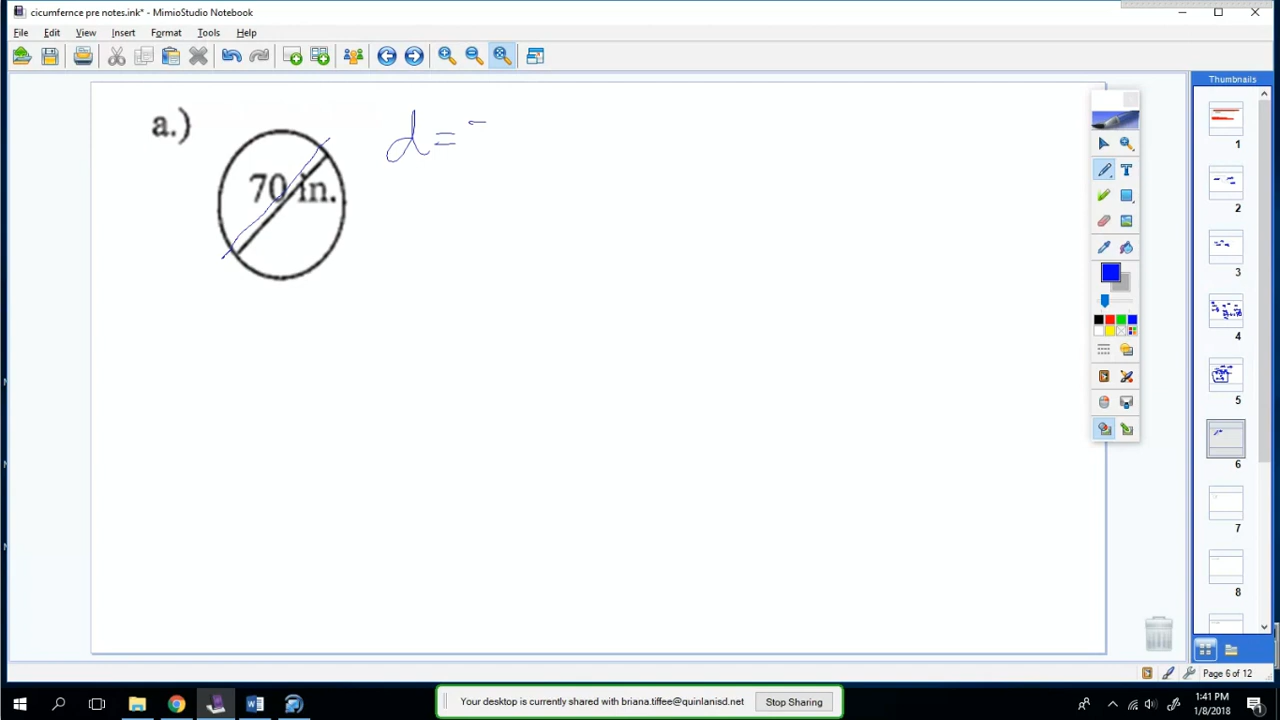 cicumfernce pre notes.ink* - MimioStudio Notebook
File Edit View Insert Format Tools Help
Thumbnails
a.)
d =
70 in.
1
2
3
4
5
6
7
8
Page 6 of 12
Your desktop is currently shared with briana.tiffee@quinlanisd.net Stop Sharing
1:41 PM
1/8/2018